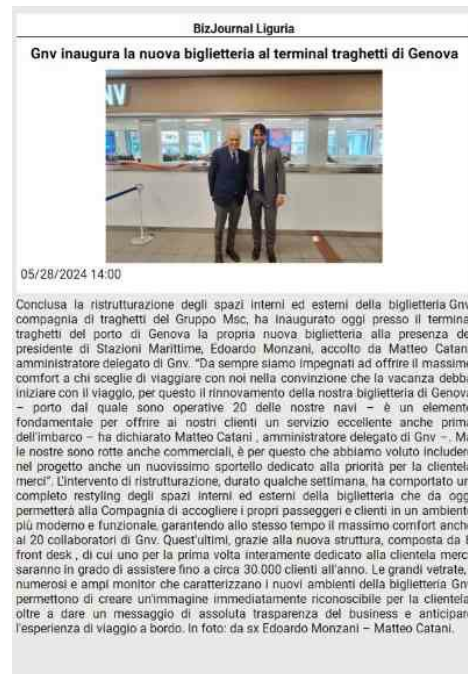 BizJournal Liguria
Gnv inaugura la nuova biglietteria al terminal traghetti di Genova
NV
05/28/2024 14:00
Conclusa la ristrutturazione degli spazi interni ed esterni della biglietteria Gnv
compagnia di traghetti del Gruppo Msc, ha inaugurato oggi presso il termina
traghetti del porto di Genova la propria nuova biglietteria alla presenza de
presidente di Stazioni Marittime, Edoardo Monzani, accolto da Matteo Catani
amministratore delegato di Gnv. "Da sempre siamo impegnati ad offrire il massimo
comfort a chi sceglie di viaggiare con noi nella convinzione che la vacanza debba
iniziare con il viaggio, per questo il rinnovamento della nostra biglietteria di Genova
– porto dal quale sono operative 20 delle nostre navi – è un elemento
fondamentale per offrire ai nostri clienti un servizio eccellente anche prima
dell'imbarco – ha dichiarato Matteo Catani , amministratore delegato di Gnv –. Ma
le nostre sono rotte anche commerciali, è per questo che abbiamo voluto includere
nel progetto anche un nuovissimo sportello dedicato alla priorità per la clientela
merci". L'intervento di ristrutturazione, durato qualche settimana, ha comportato un
completo restyling degli spazi interni ed esterni della biglietteria che da oggi
permetterà alla Compagnia di accogliere i propri passeggeri e clienti in un ambiente
più moderno e funzionale, garantendo allo stesso tempo il massimo comfort anche
ai 20 collaboratori di Gnv. Quest'ultimi, grazie alla nuova struttura, composta da
front desk , di cui uno per la prima volta interamente dedicato alla clientela merci
saranno in grado di assistere fino a circa 30.000 clienti all'anno. Le grandi vetrate,
numerosi e ampi monitor che caratterizzano i nuovi ambienti della biglietteria Gnv
permettono di creare un'immagine immediatamente riconoscibile per la clientela
oltre a dare un messaggio di assoluta trasparenza del business e anticipare
l'esperienza di viaggio a bordo. In foto: da sx Edoardo Monzani – Matteo Catani.